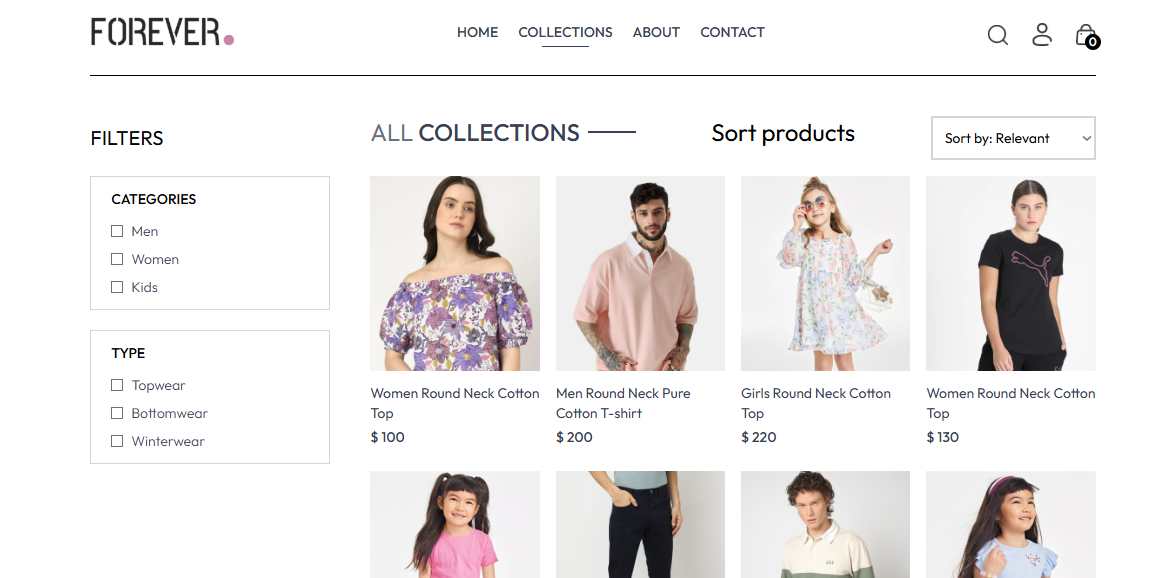 FOREVER.
HOME COLLECTIONS ABOUT CONTACT
0
FILTERS
ALL COLLECTIONS
Sort products
Sort by: Relevant
CATEGORIES
Men
Women
Kids
TYPE
Topwear
Bottomwear
Winterwear
Women Round Neck Cotton
Top
$ 100
Men Round Neck Pure
Cotton T-shirt
$ 200
Girls Round Neck Cotton
Top
$ 220
Women Round Neck Cotton
Top
$ 130